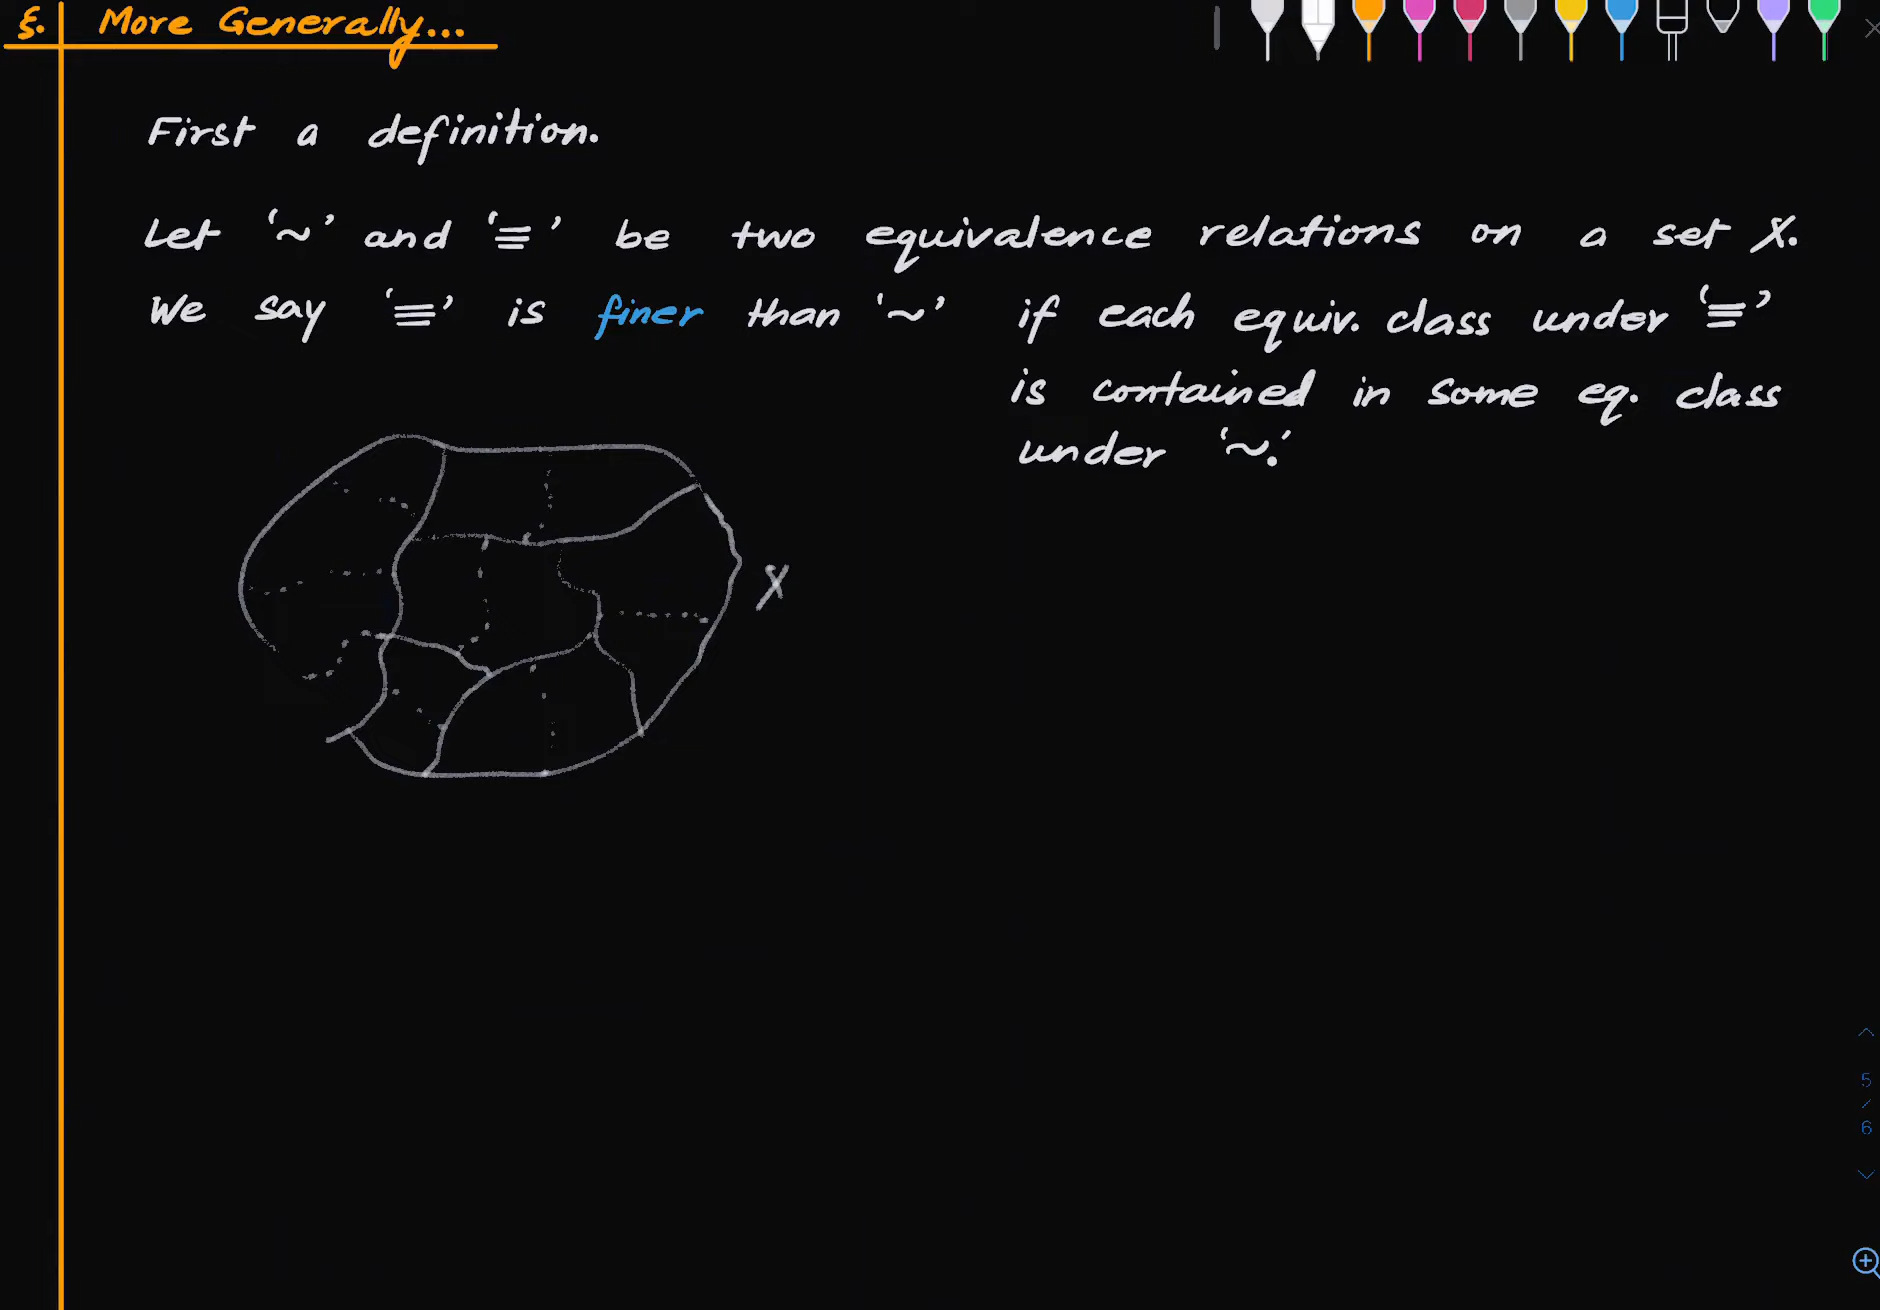 §. More Generally...
First a definition.
Let '~' and '≡' be two equivalence relations on a set X.
We say '≡' is finer than '~' if each equiv. class under '≡'
is contained in some eq. class
under '~.'
X
5
/
6